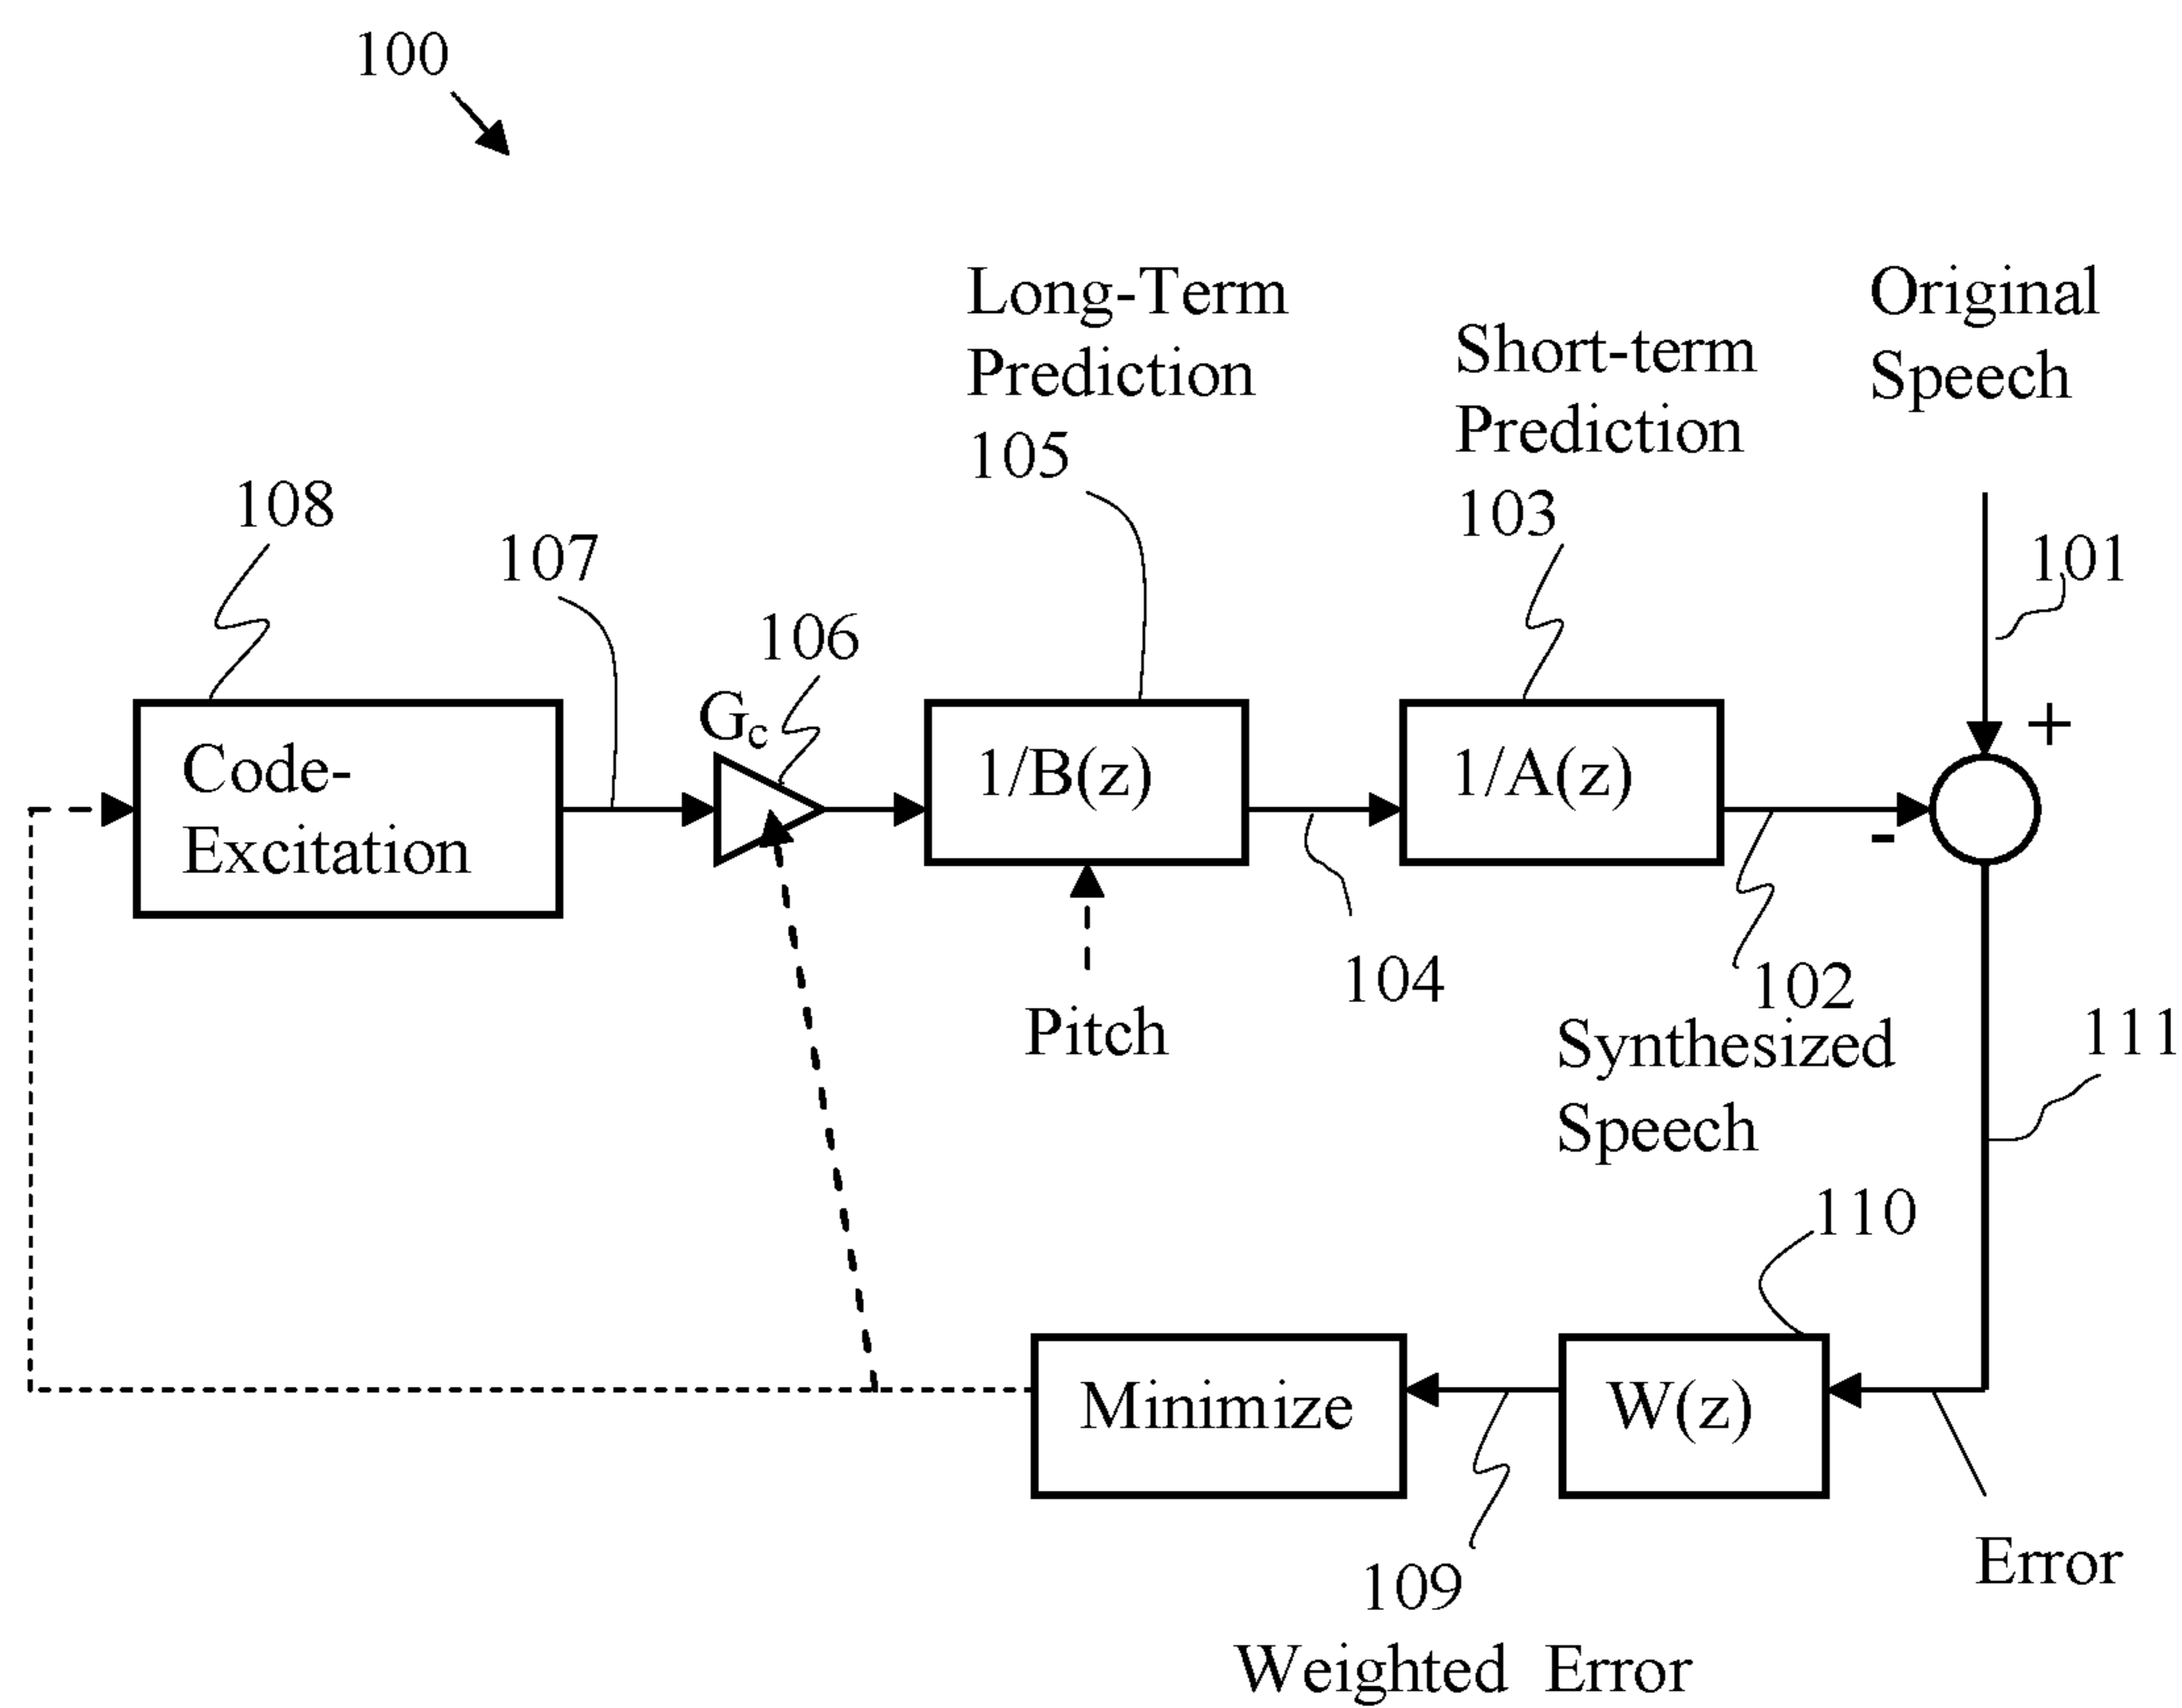 100
Long-Term
Prediction
105
Short-term
Prediction
103
Original
Speech
101
108
107
106
Gc
Code-
Excitation
1/B(z)
1/A(z)
+
-
Pitch
104
102
Synthesized
Speech
111
110
Minimize
W(z)
109
Weighted Error
Error